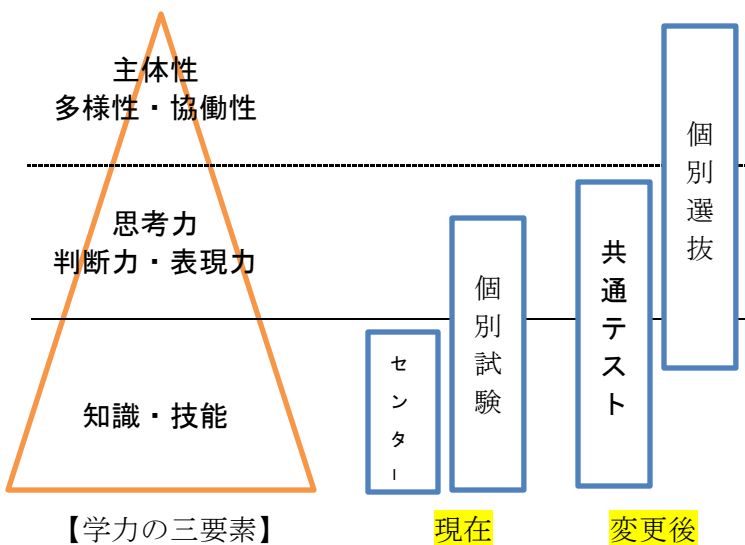 主体性
多様性・協働性
思考力
判断力・表現力
知識・技能
センター
個別試験
共通テスト
個別選抜
【学力の三要素】
現在
変更後